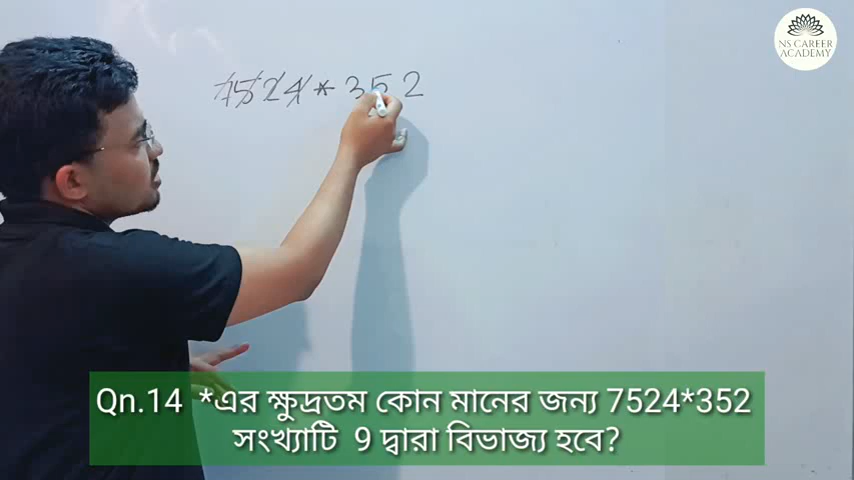 NS CAREER
ACADEMY
7524*352
Qn.14 *এর ক্ষুদ্রতম কোন মানের জন্য 7524*352
সংখ্যাটি 9 দ্বারা বিভাজ্য হবে?